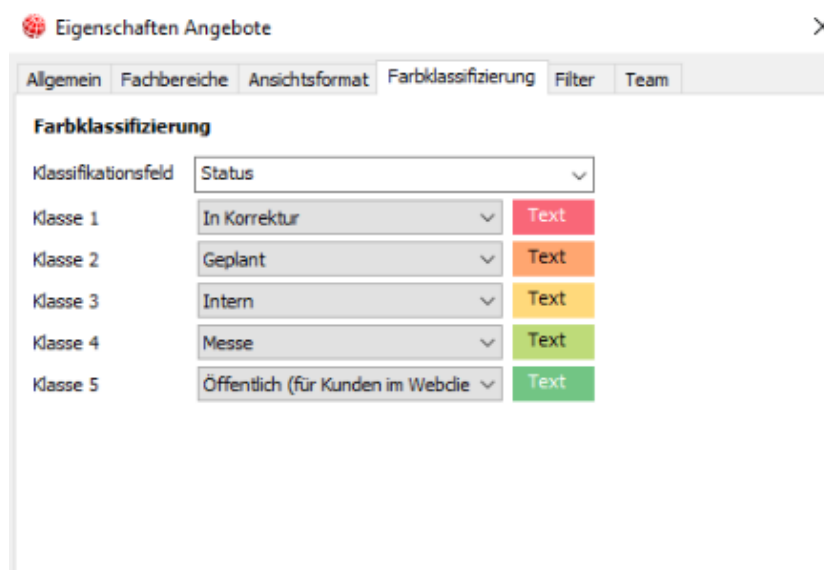 Eigenschaften Angebote
Allgemein Fachbereiche Ansichtsformat Farbklassifizierung Filter Team
Farbklassifizierung
Klassifikationsfeld Status
Klasse 1 In Korrektur Text
Klasse 2 Geplant Text
Klasse 3 Intern Text
Klasse 4 Messe Text
Klasse 5 Öffentlich (für Kunden im Webclie Text